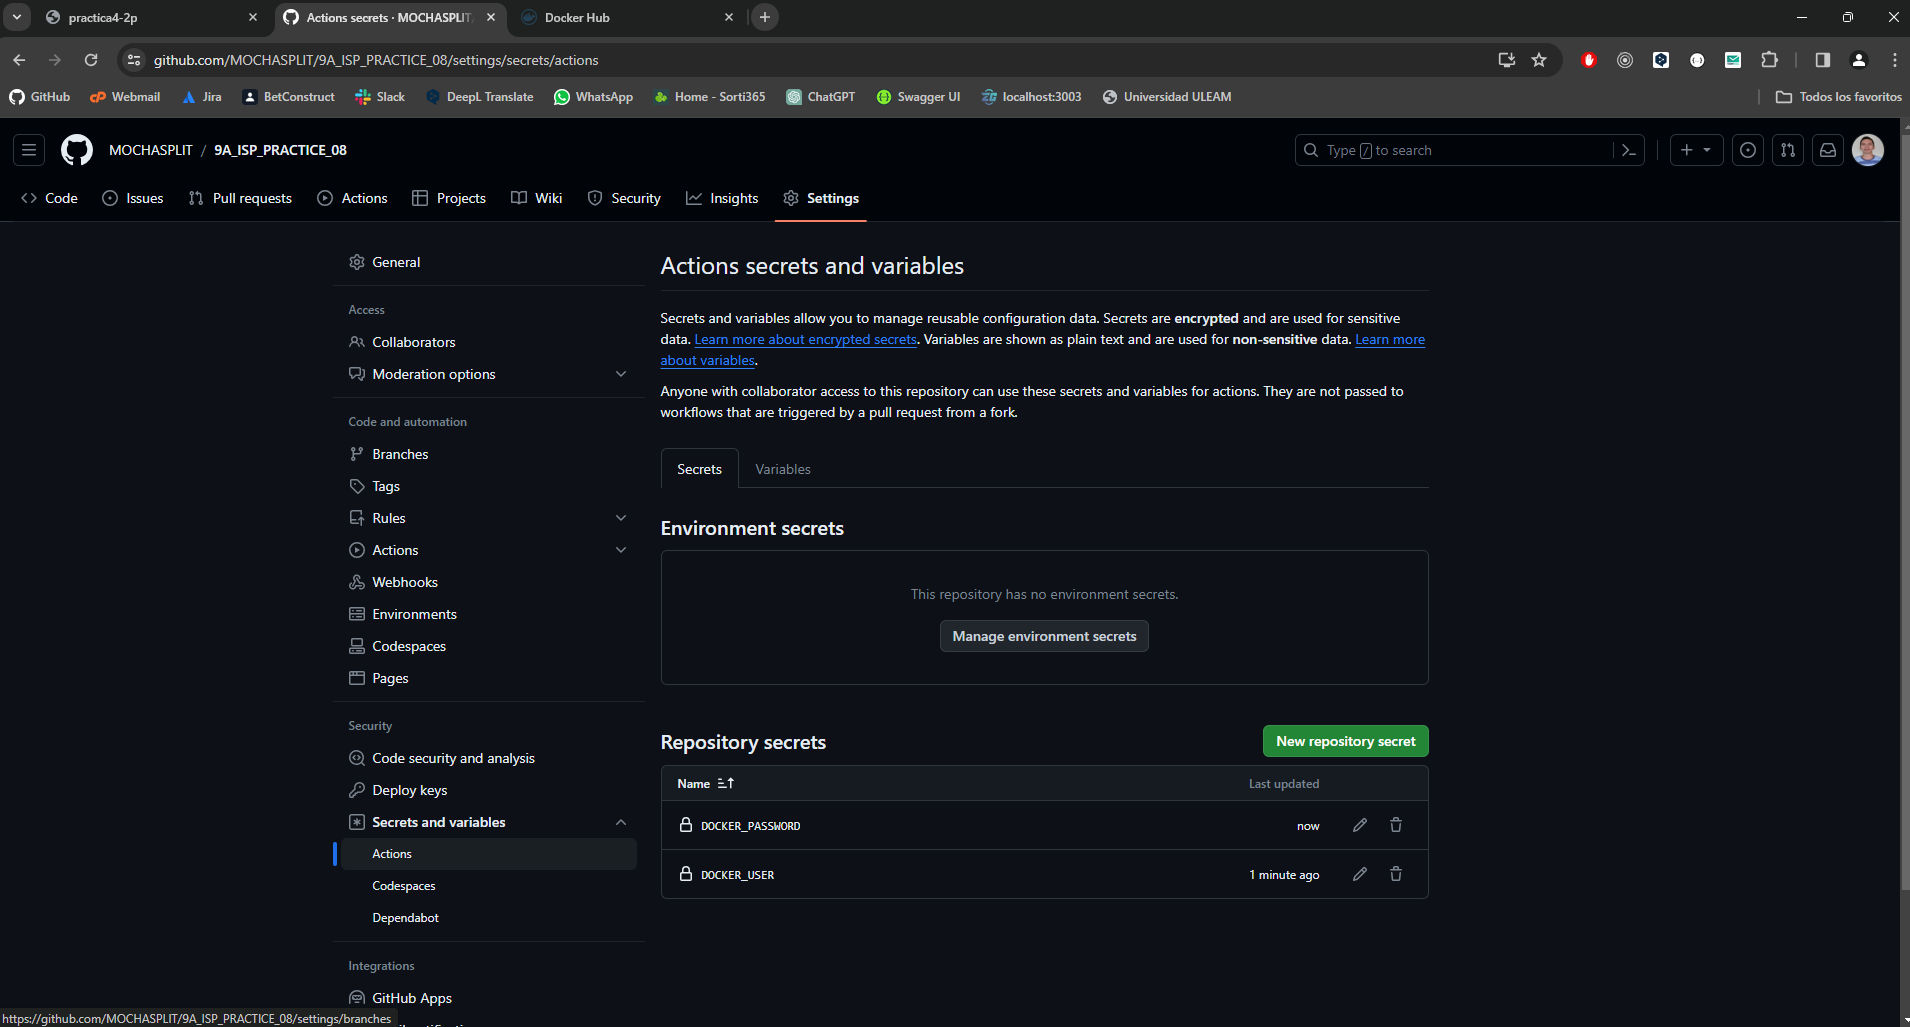 practica4-2p
Actions secrets · MOCHASPLIT
Docker Hub
github.com/MOCHASPLIT/9A_ISP_PRACTICE_08/settings/secrets/actions
GitHub Webmail Jira BetConstruct Slack DeepL Translate WhatsApp Home - Sorti365 ChatGPT Swagger UI localhost:3003 Universidad ULEAM Todos los favoritos
MOCHASPLIT / 9A_ISP_PRACTICE_08
Type / to search
Code Issues Pull requests Actions Projects Wiki Security Insights Settings
General
Access
Collaborators
Moderation options
Code and automation
Branches
Tags
Rules
Actions
Webhooks
Environments
Codespaces
Pages
Security
Code security and analysis
Deploy keys
Secrets and variables
Actions
Codespaces
Dependabot
Integrations
GitHub Apps
Actions secrets and variables
Secrets and variables allow you to manage reusable configuration data. Secrets are encrypted and are used for sensitive
data. Learn more about encrypted secrets. Variables are shown as plain text and are used for non-sensitive data. Learn more
about variables.
Anyone with collaborator access to this repository can use these secrets and variables for actions. They are not passed to
workflows that are triggered by a pull request from a fork.
Secrets Variables
Environment secrets
This repository has no environment secrets.
Manage environment secrets
Repository secrets
New repository secret
Name Last updated
DOCKER_PASSWORD now
DOCKER_USER 1 minute ago
https://github.com/MOCHASPLIT/9A_ISP_PRACTICE_08/settings/branches